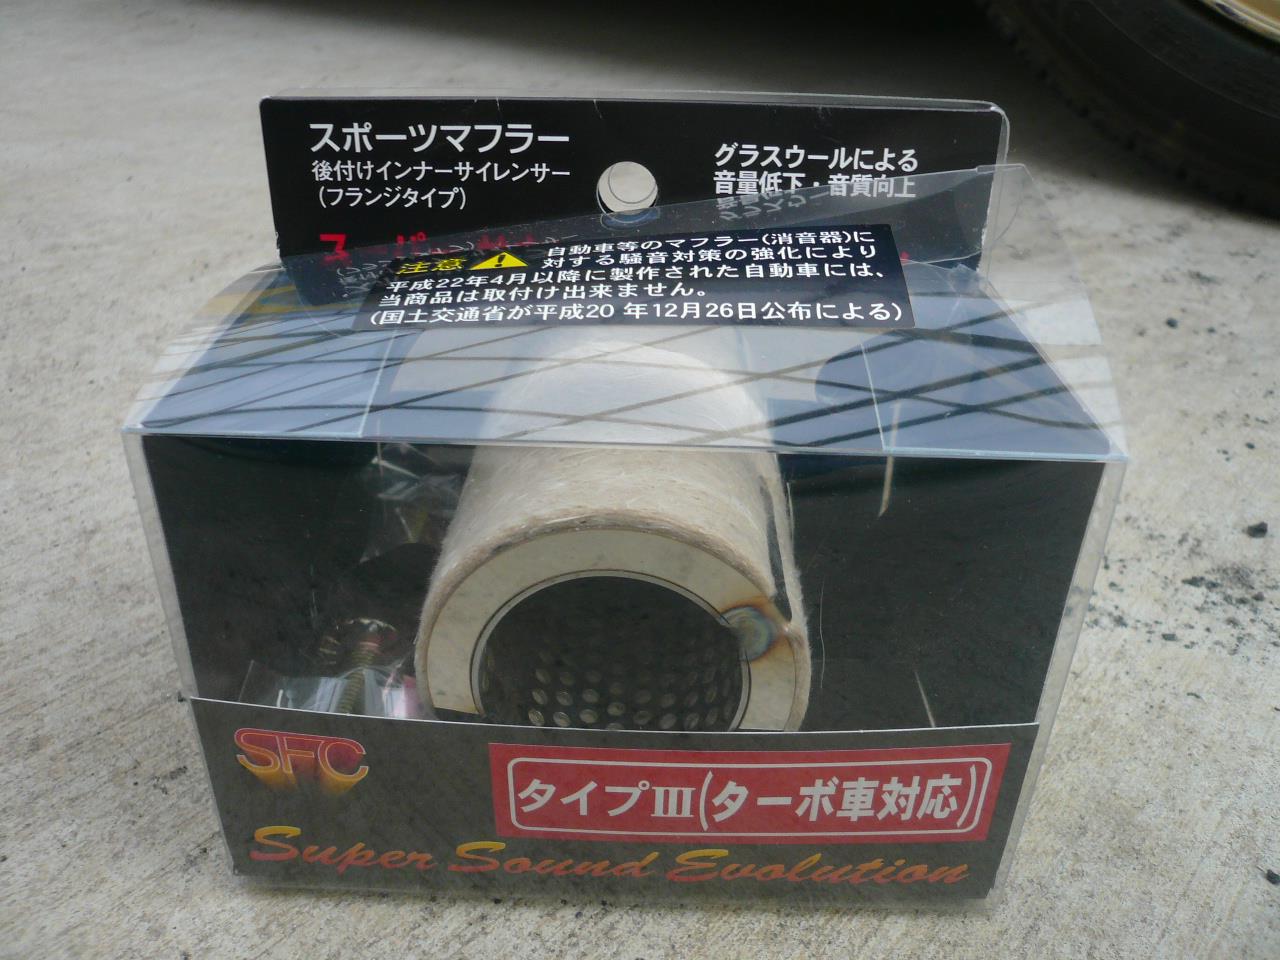 スポーツマフラー
後付けインナーサイレンサー
(フランジタイプ)
グラスウールによる
音量低下・音質向上
注意
自動車等のマフラー(消音器)に
対する騒音対策の強化により
平成22年4月以降に製作された自動車には、
当商品は取付け出来ません。
(国土交通省が平成20年12月26日公布による)
SFC
タイプIII(ターボ車対応)
Super Sound Evolution